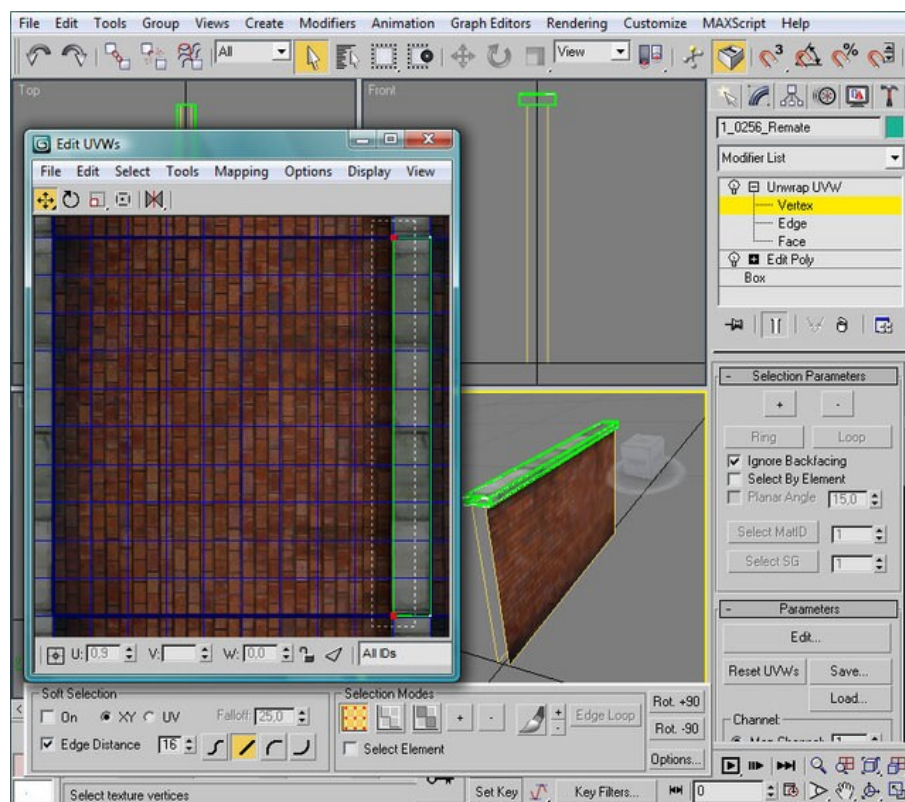 File Edit Tools Group Views Create Modifiers Animation Graph Editors Rendering Customize MAXScript Help
All
View
3
%
Top
Front
1_0256_Remate
Modifier List
Unwrap UVW
Vertex
Edge
Face
Edit Poly
Box
Edit UVWs
File Edit Select Tools Mapping Options Display View
U: 0,9 V: W: 0,0 All IDs
Selection Parameters
+ -
Ring Loop
Ignore Backfacing
Select By Element
Planar Angle 15,0
Select MatID 1
Select SG 1
Parameters
Edit...
Reset UVWs Save...
Load...
Channel:
Map Channel: 1
Soft Selection
On XY UV Falloff: 25,0
Edge Distance 16
Selection Modes
+ - + - Edge Loop
Select Element
Rot. +90
Rot. -90
Options...
Select texture vertices
Set Key Key Filters... 0